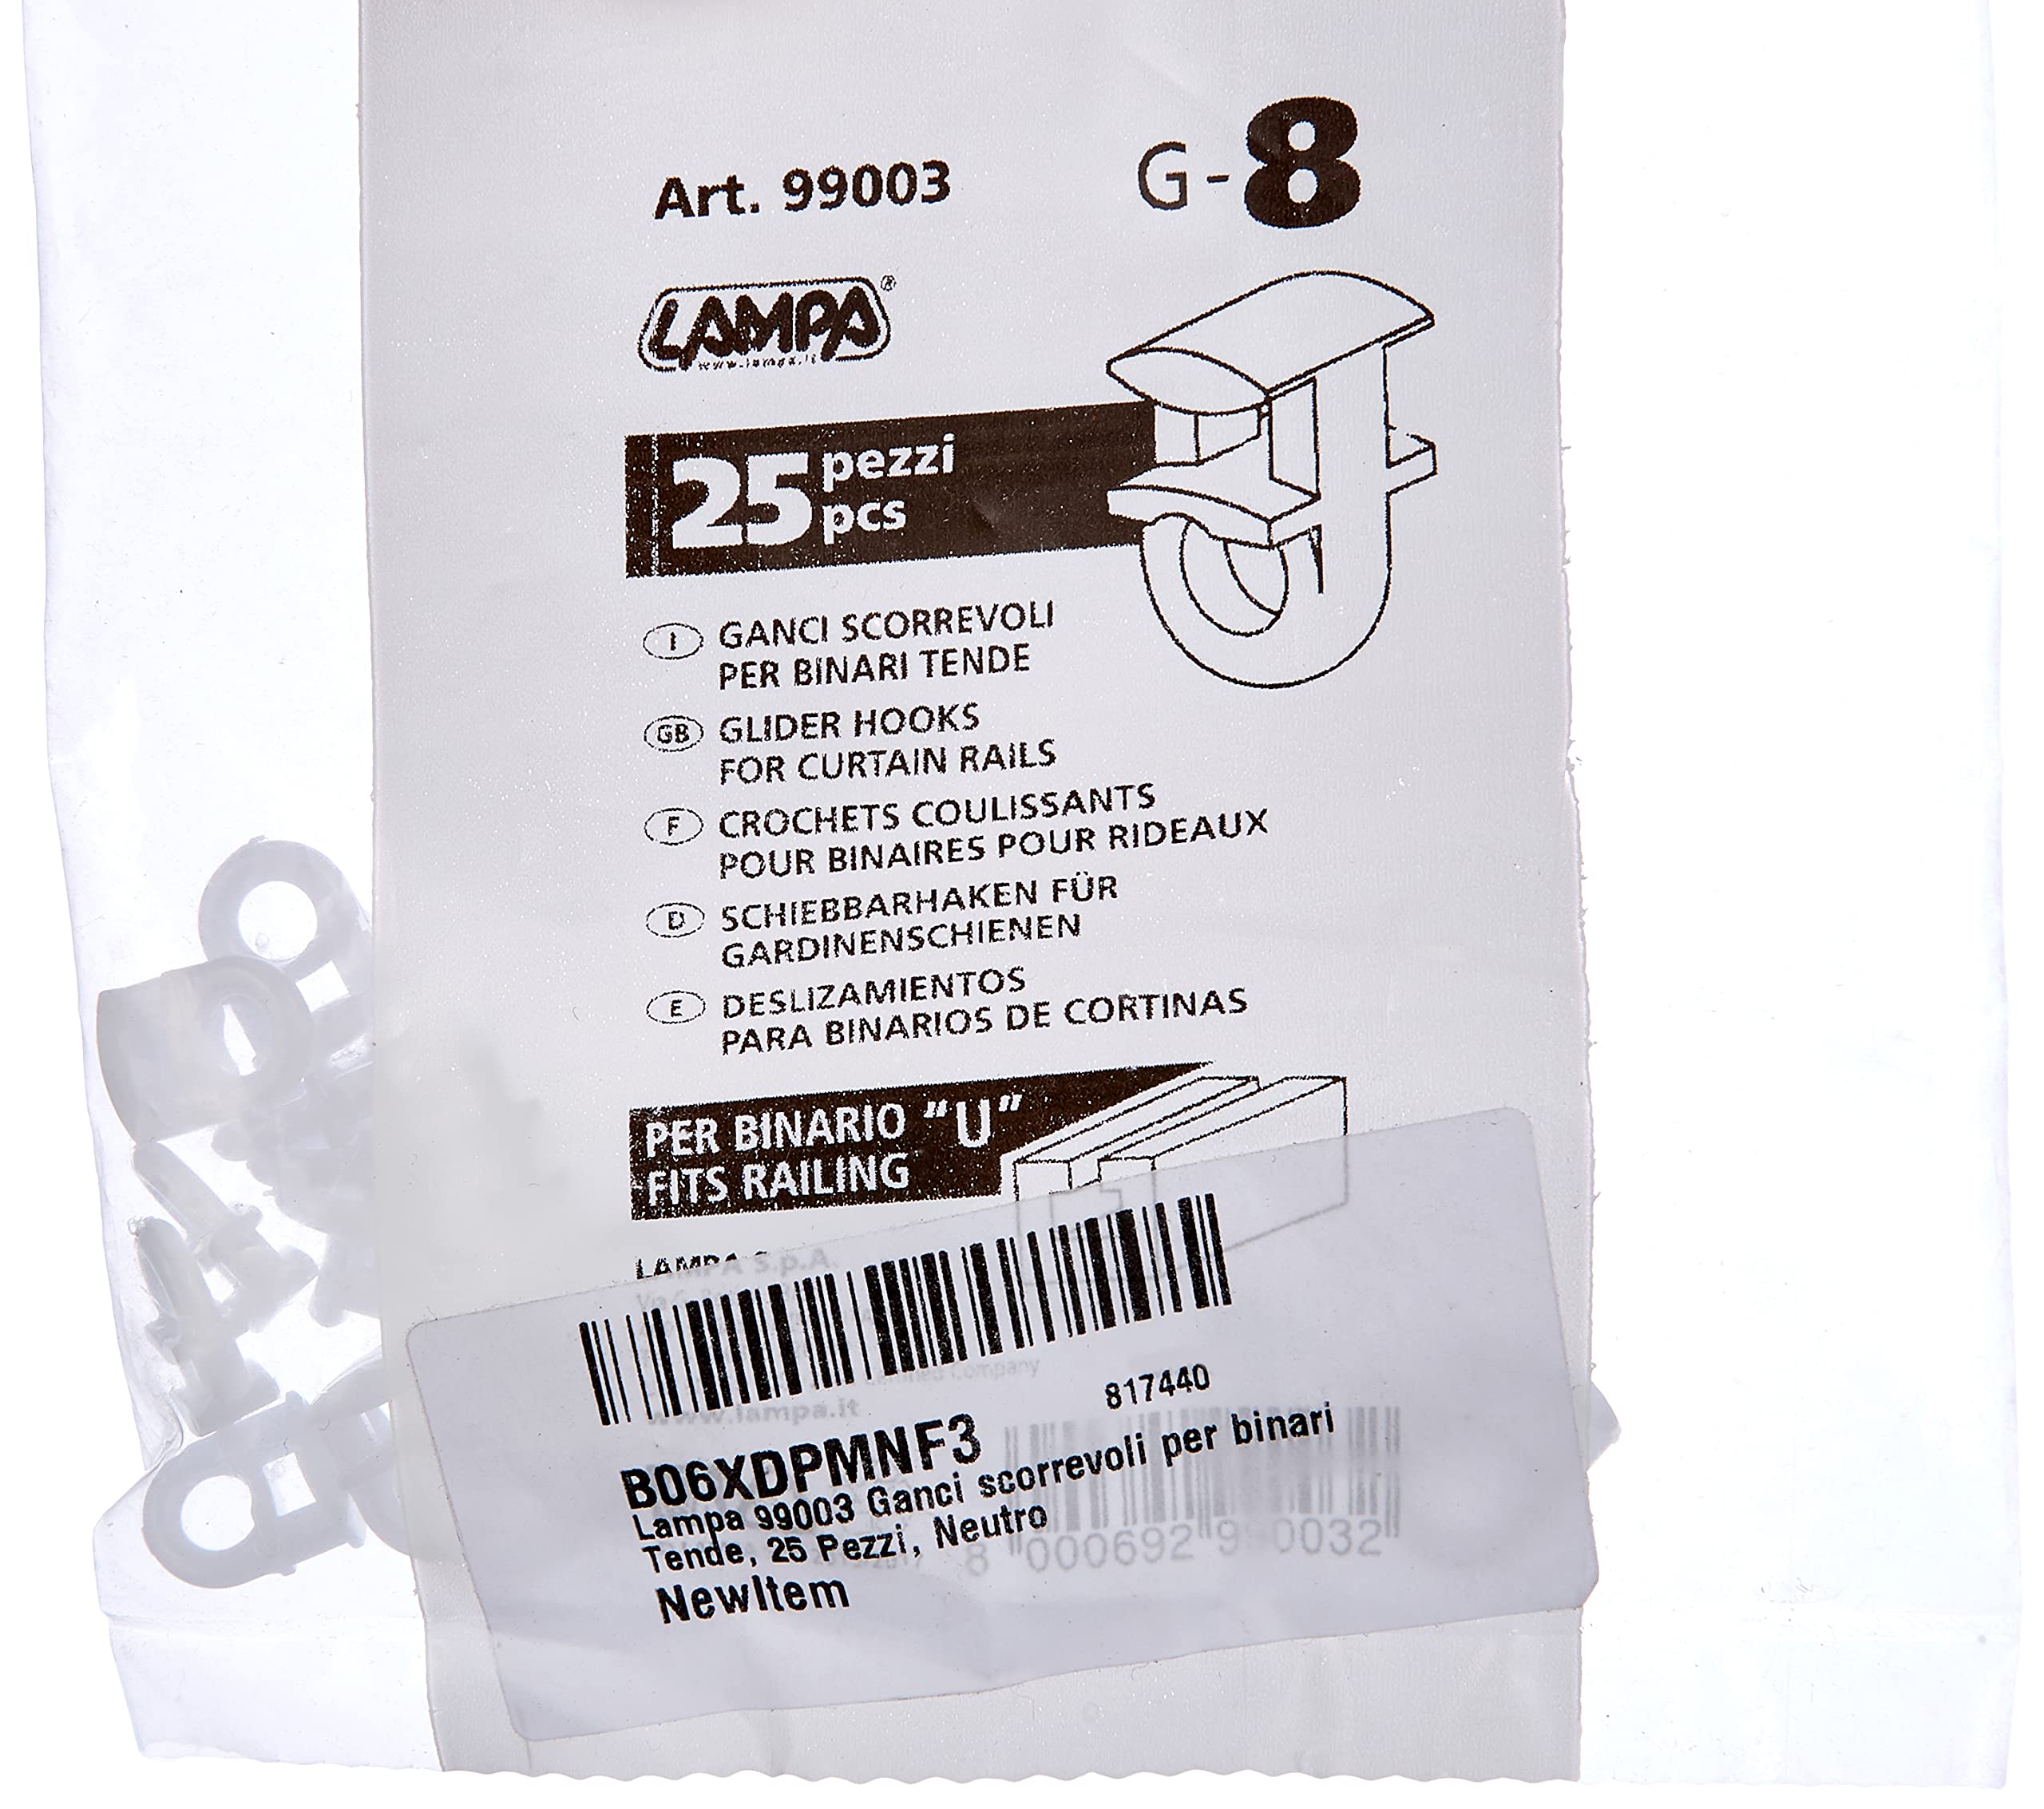 Art. 99003
G-8
LAMPA®
www.lampa.it
25 pezzi
pcs
I GANCI SCORREVOLI
PER BINARI TENDE
GB GLIDER HOOKS
FOR CURTAIN RAILS
F CROCHETS COULISSANTS
POUR BINAIRES POUR RIDEAUX
D SCHIEBBARHAKEN FÜR
GARDINENSCHIENEN
E DESLIZAMIENTOS
PARA BINARIOS DE CORTINAS
PER BINARIO "U"
FITS RAILING
LAMPA S.p.A.
Company
www.lampa.it
817440
B06XDPMNF3
Lampa 99003 Ganci scorrevoli per binari
Tende, 25 Pezzi, Neutro
NewItem
8 000692 990032